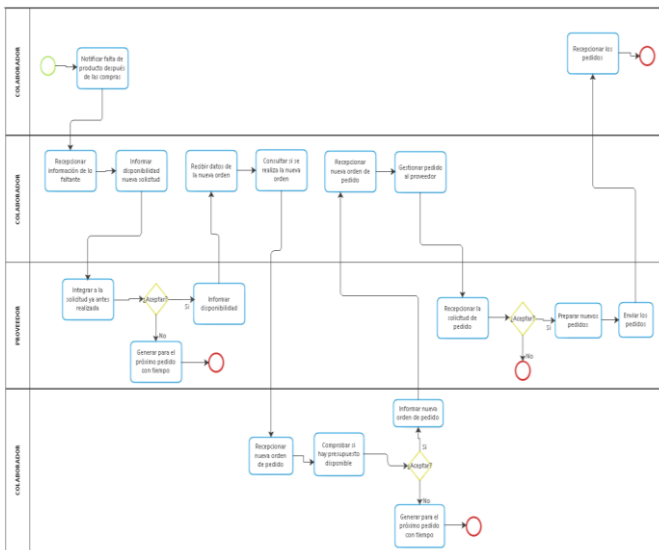 COLABORADOR
Notificar falta de
producto después
de las compras
Recepcionar los
pedidos
COLABORADOR
Recepcionar
información de lo
faltante
Informar
disponibilidad
nueva solicitud
Recibir datos de
la nueva orden
Consultar si se
realiza la nueva
orden
Recepcionar
nueva orden de
pedido
Gestionar pedido
al proveedor
PROVEEDOR
Integrar a la
solicitud ya antes
realizada
¿Aceptar?
Si
Informar
disponibilidad
No
Generar para el
próximo pedido
con tiempo
Recepcionar la
solicitud de
pedido
¿Aceptar?
Si
Preparar nuevos
pedidos
Enviar los
pedidos
No
COLABORADOR
Recepcionar
nueva orden
de pedido
Comprobar si
hay presupuesto
disponible
Informar nueva
orden de pedido
Si
¿Aceptar?
No
Generar para el
próximo pedido
con tiempo